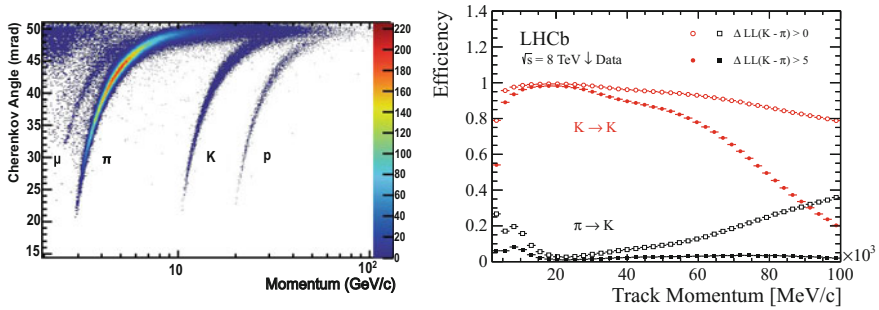 Cherenkov Angle (mrad)
50
45
40
35
30
25
20
15
μ
π
K
p
220
200
180
160
140
120
100
80
60
40
20
0
10
10²
Momentum (GeV/c)
Efficiency
1.4
1.2
1
0.8
0.6
0.4
0.2
0
LHCb
√s = 8 TeV ↓ Data
Δ LL(K - π) > 0
Δ LL(K - π) > 5
K → K
π → K
20
40
60
80
100
×10³
Track Momentum [MeV/c]